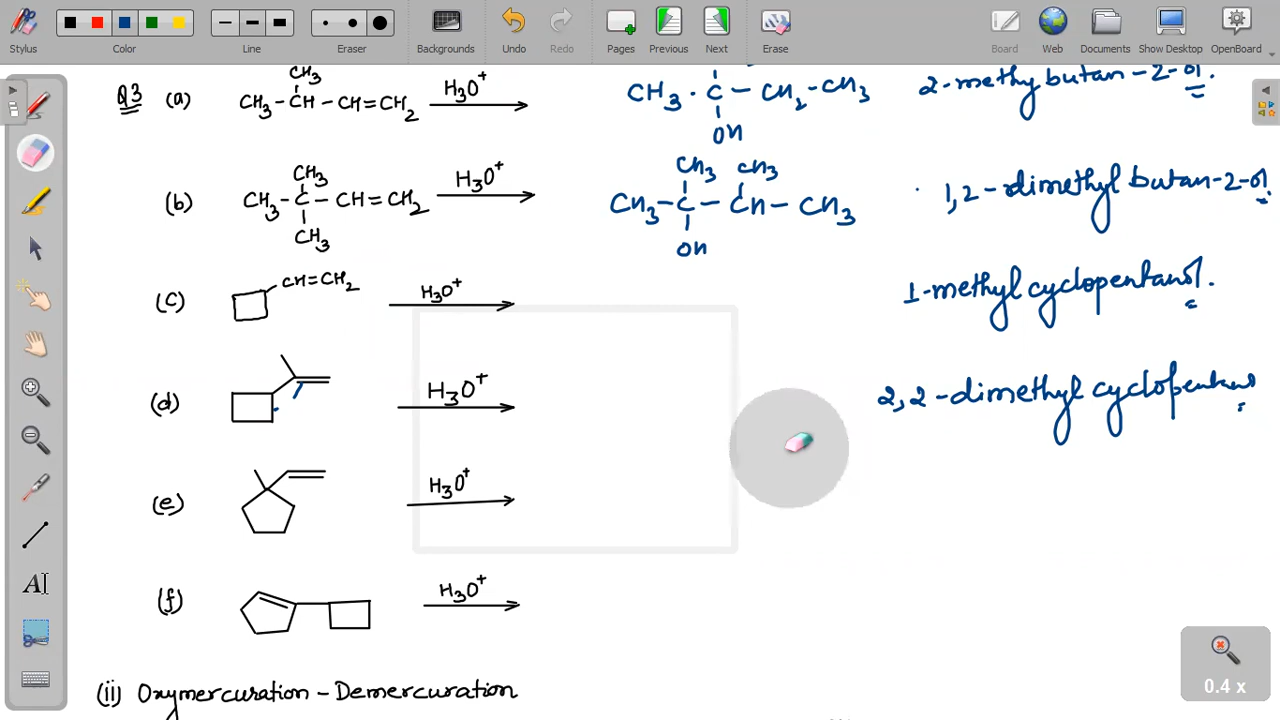 Stylus Color Line Eraser Backgrounds Undo Redo Pages Previous Next Erase Board Web Documents Show Desktop OpenBoard
Q3 (a) CH3-CH-CH=CH2 H3O+
CH3
CH3 . C - CH2-CH3
OH
2-methy butan-2-ol.
(b) CH3
CH3-C-CH=CH2 H3O+
CH3
CH3 CH3
CH3-C-CH-CH3
OH
1,2-dimethyl butan-2-ol.
(c) CH=CH2 H3O+
1-methyl cyclopentanol.
(d) H3O+
2,2-dimethyl
(e) H3O+
(f) H3O+
(ii) Oxymercuration-Demercuration
0.4 x